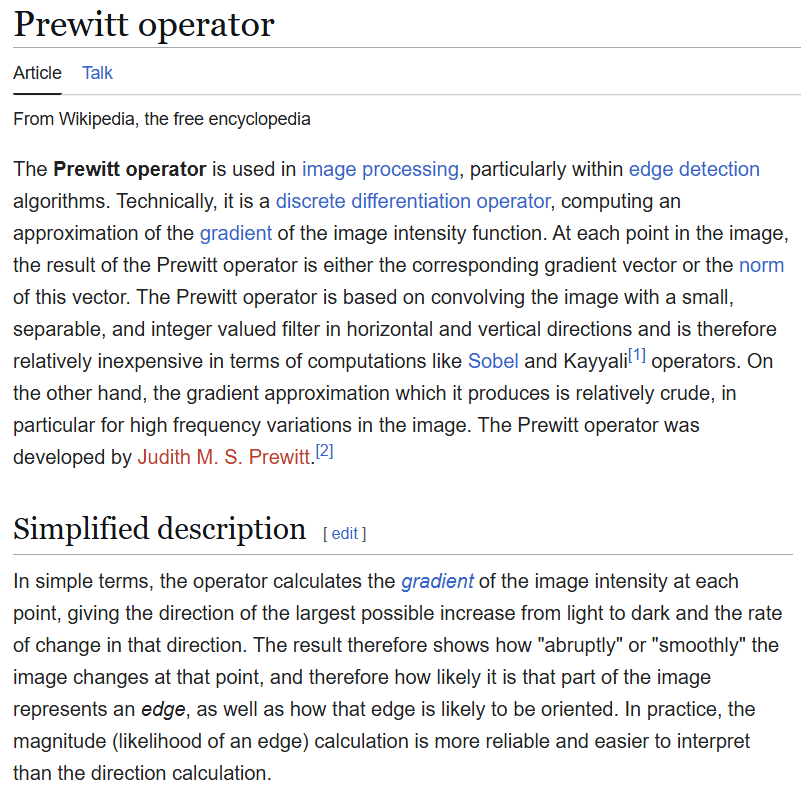 Prewitt operator
Article Talk
From Wikipedia, the free encyclopedia
The Prewitt operator is used in image processing, particularly within edge detection
algorithms. Technically, it is a discrete differentiation operator, computing an
approximation of the gradient of the image intensity function. At each point in the image,
the result of the Prewitt operator is either the corresponding gradient vector or the norm
of this vector. The Prewitt operator is based on convolving the image with a small,
separable, and integer valued filter in horizontal and vertical directions and is therefore
relatively inexpensive in terms of computations like Sobel and Kayyali[1] operators. On
the other hand, the gradient approximation which it produces is relatively crude, in
particular for high frequency variations in the image. The Prewitt operator was
developed by Judith M. S. Prewitt.[2]
Simplified description [ edit ]
In simple terms, the operator calculates the gradient of the image intensity at each
point, giving the direction of the largest possible increase from light to dark and the rate
of change in that direction. The result therefore shows how "abruptly" or "smoothly" the
image changes at that point, and therefore how likely it is that part of the image
represents an edge, as well as how that edge is likely to be oriented. In practice, the
magnitude (likelihood of an edge) calculation is more reliable and easier to interpret
than the direction calculation.